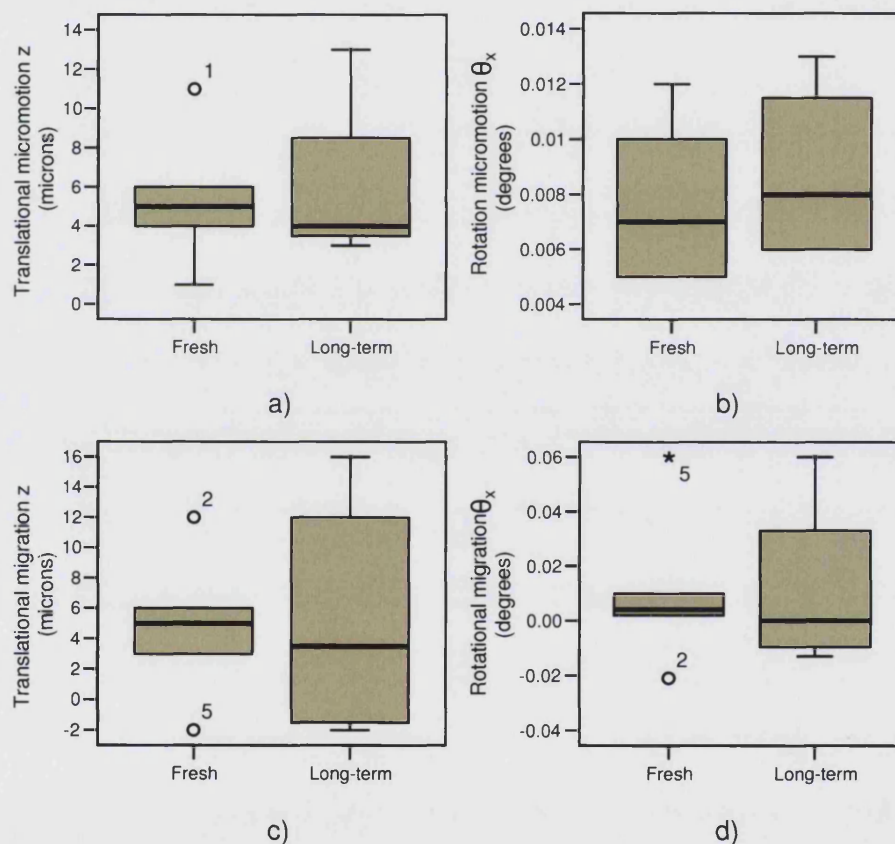 Translational micromotion z
(microns)
14
12
10
8
6
4
2
0
1
Fresh
Long-term
a)
Rotation micromotion θx
(degrees)
0.014
0.012
0.01
0.008
0.006
0.004
Fresh
Long-term
b)
Translational migration z
(microns)
16
14
12
10
8
6
4
2
0
-2
2
5
Fresh
Long-term
c)
Rotational migration θx
(degrees)
0.06
0.04
0.02
0.00
-0.02
-0.04
5
2
Fresh
Long-term
d)